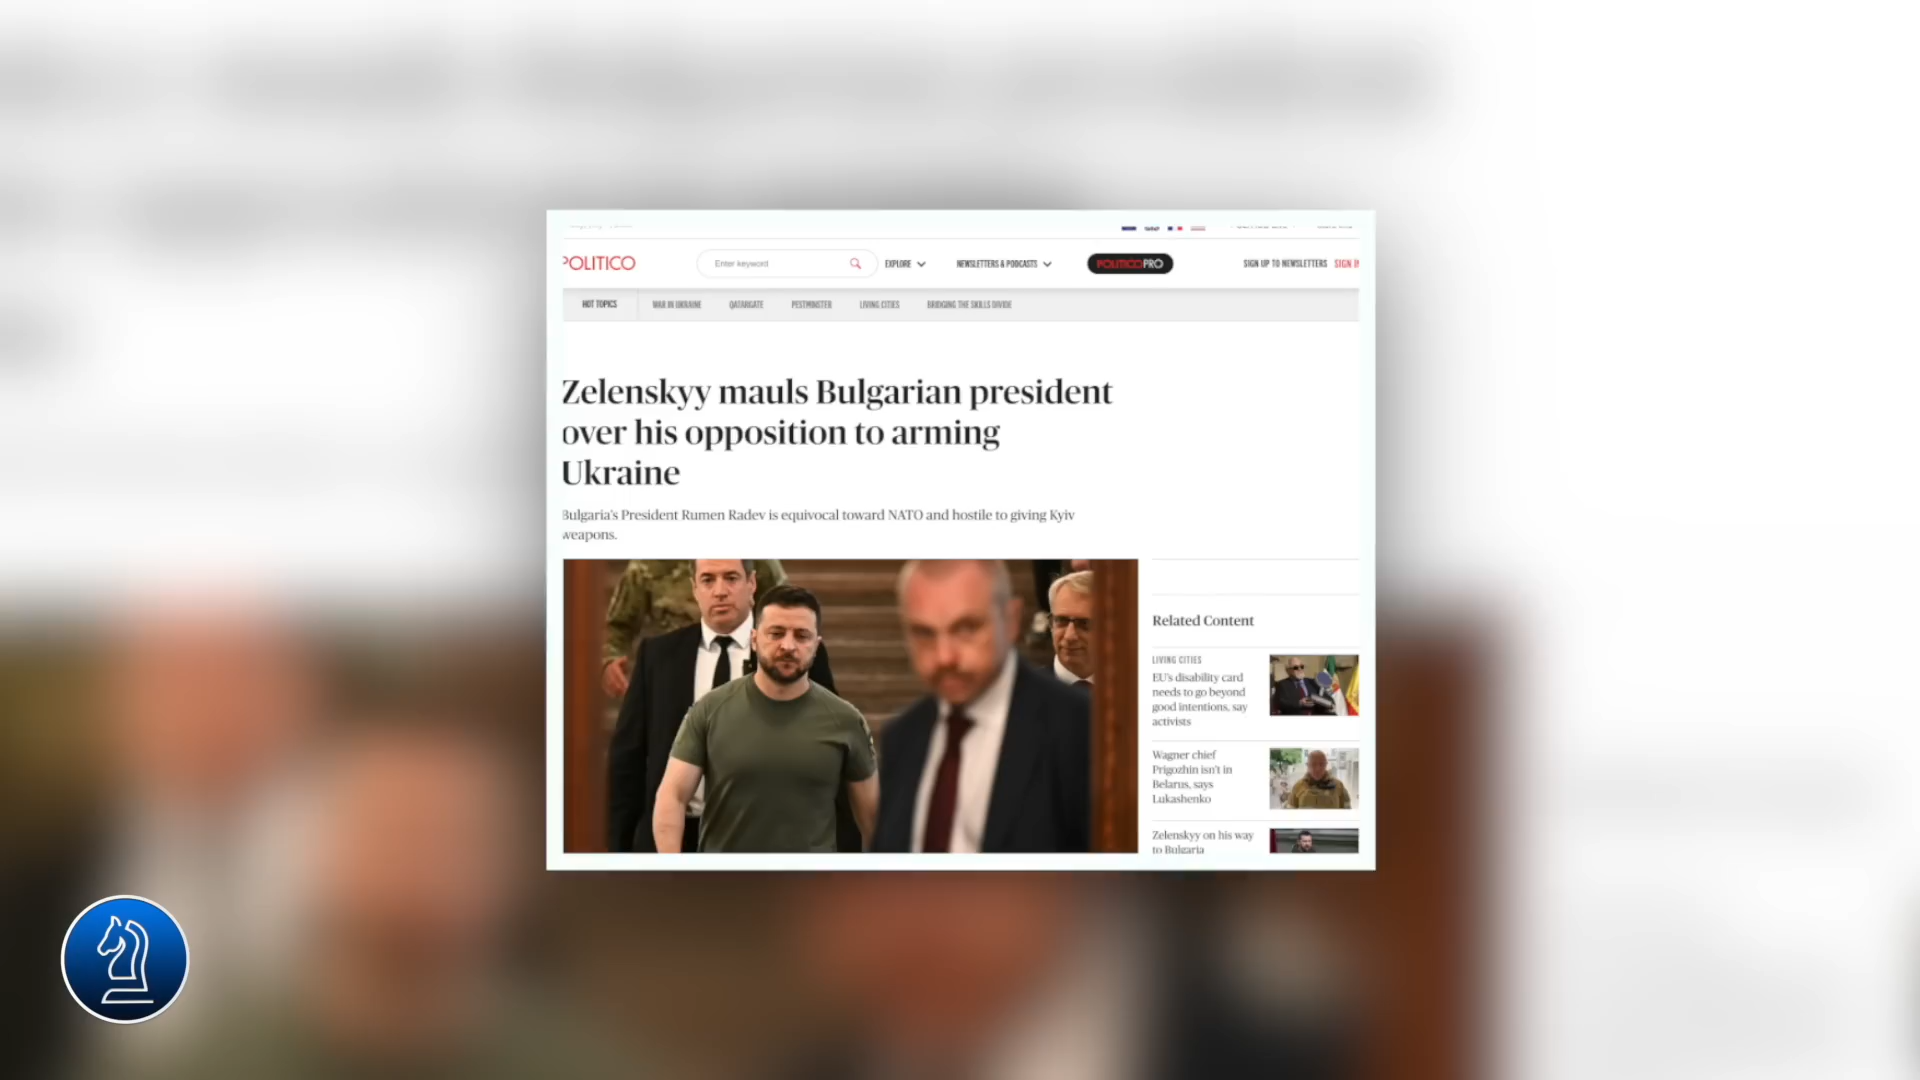 POLITICO
Enter keyword
EXPLORE
NEWSLETTERS & PODCASTS
POLITICO PRO
SIGN UP TO NEWSLETTERS
SIGN IN
HOT TOPICS
WAR IN UKRAINE
QATARGATE
PESTMINSTER
LIVING CITIES
BRIDGING THE SKILLS DIVIDE
Zelenskyy mauls Bulgarian president
over his opposition to arming
Ukraine
Bulgaria's President Rumen Radev is equivocal toward NATO and hostile to giving Kyiv
weapons.
Related Content
LIVING CITIES
EU's disability card
needs to go beyond
good intentions, say
activists
Wagner chief
Prigozhin isn't in
Belarus, says
Lukashenko
Zelenskyy on his way
to Bulgaria